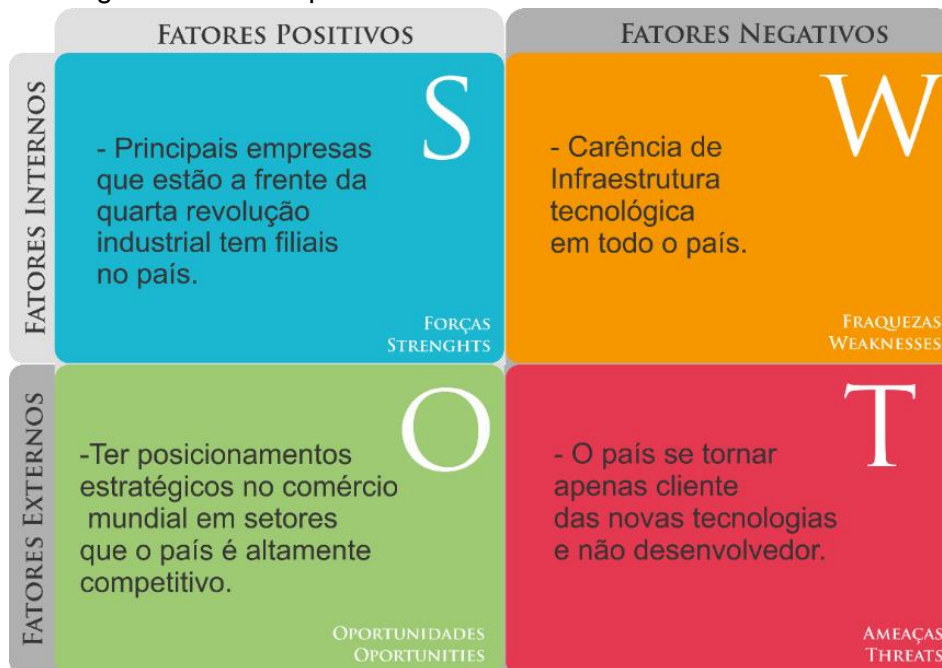 FATORES POSITIVOS
FATORES NEGATIVOS
FATORES INTERNOS
S
- Principais empresas
que estão a frente da
quarta revolução
industrial tem filiais
no país.
FORÇAS
STRENGHTS
W
- Carência de
Infraestrutura
tecnológica
em todo o país.
FRAQUEZAS
WEAKNESSES
FATORES EXTERNOS
O
-Ter posicionamentos
estratégicos no comércio
mundial em setores
que o país é altamente
competitivo.
OPORTUNIDADES
OPORTUNITIES
T
- O país se tornar
apenas cliente
das novas tecnologias
e não desenvolvedor.
AMEAÇAS
THREATS